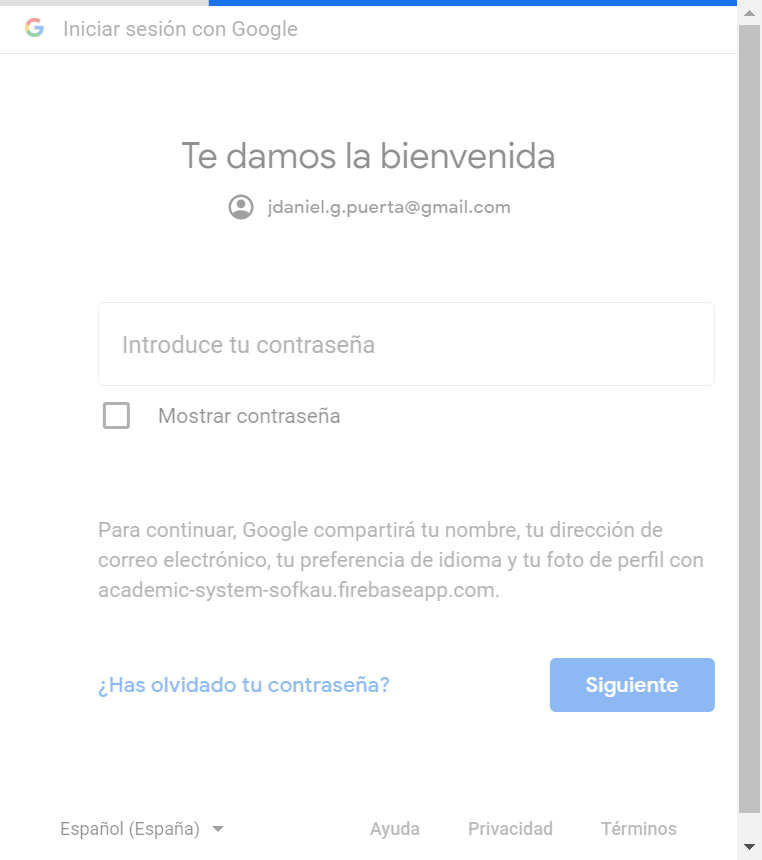 Iniciar sesión con Google
Te damos la bienvenida
jdaniel.g.puerta@gmail.com
Introduce tu contraseña
Mostrar contraseña
Para continuar, Google compartirá tu nombre, tu dirección de
correo electrónico, tu preferencia de idioma y tu foto de perfil con
academic-system-sofkau.firebaseapp.com.
¿Has olvidado tu contraseña?
Siguiente
Español (España)
Ayuda
Privacidad
Términos